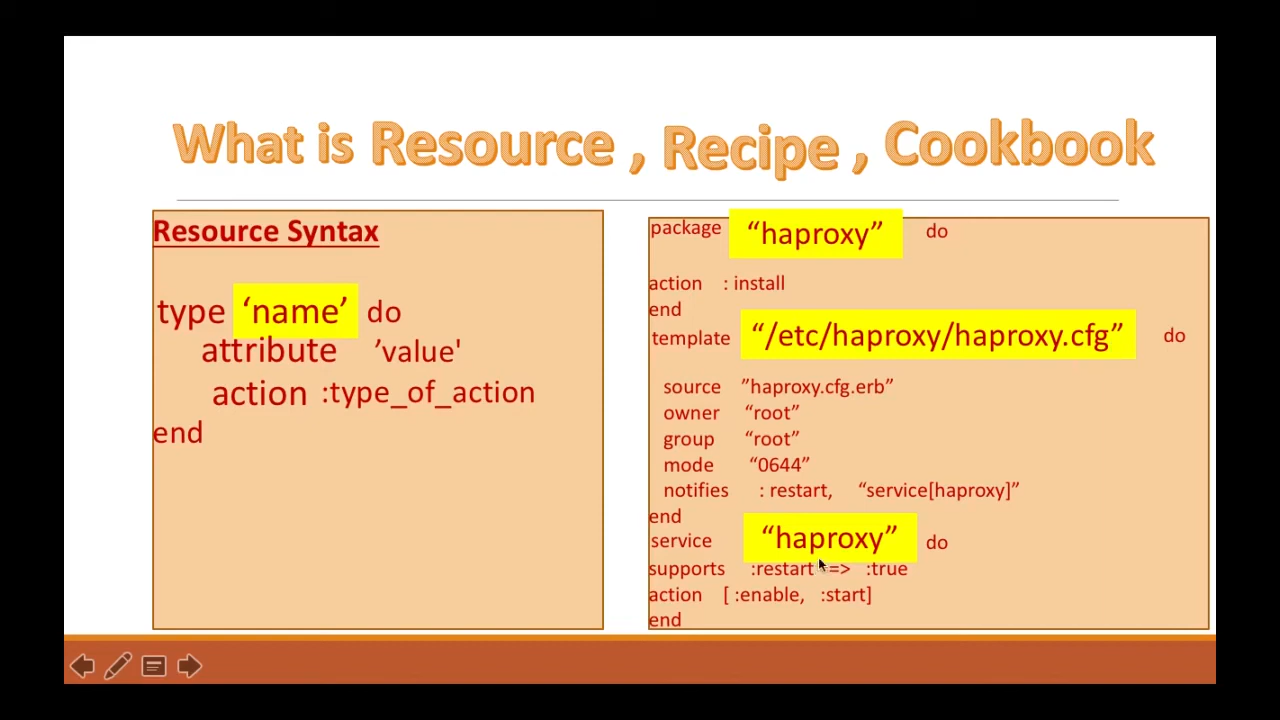 What is Resource , Recipe , Cookbook
Resource Syntax
type ‘name’ do
attribute ’value'
action :type_of_action
end
package “haproxy” do
action : install
end
template “/etc/haproxy/haproxy.cfg” do
source ”haproxy.cfg.erb”
owner “root”
group “root”
mode “0644”
notifies : restart, “service[haproxy]”
end
service “haproxy” do
supports :restart => :true
action [ :enable, :start]
end